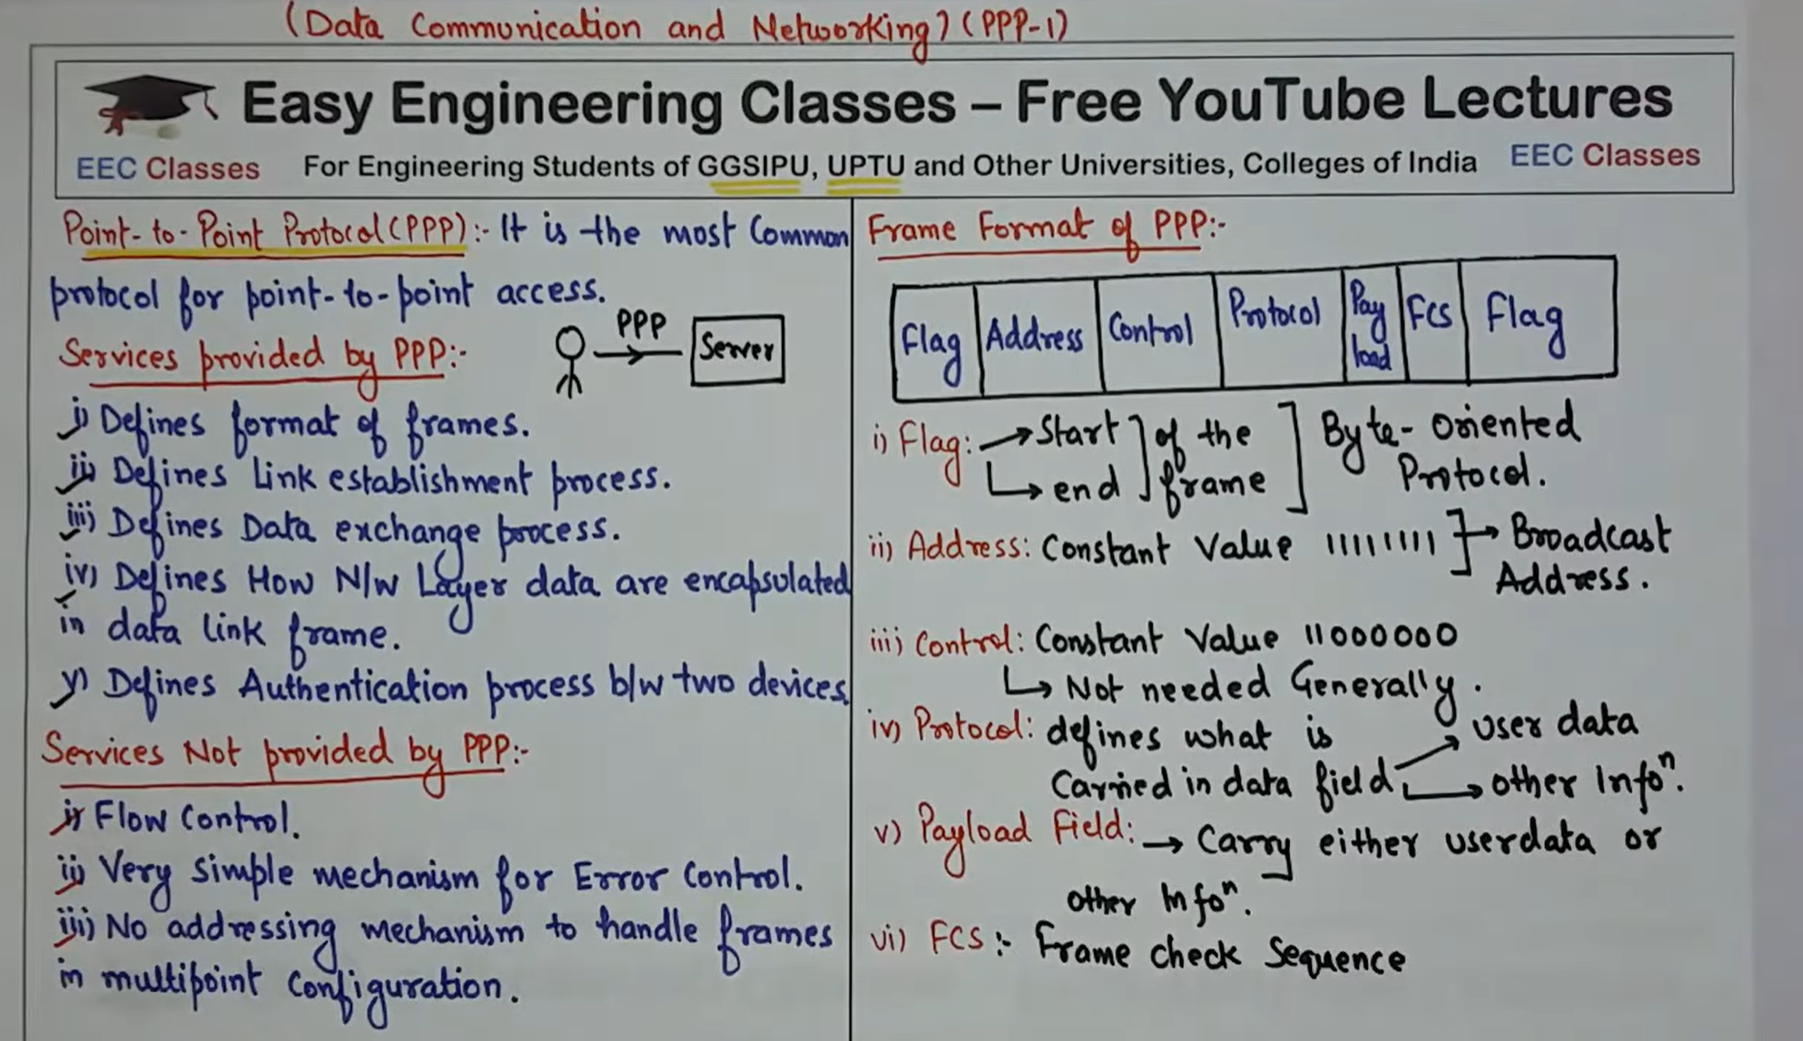 (Data Communication and Networking) (PPP-1)
Easy Engineering Classes – Free YouTube Lectures
EEC Classes For Engineering Students of GGSIPU, UPTU and Other Universities, Colleges of India EEC Classes
Point-to-Point Protocol (PPP):- It is the most Common
protocol for point-to-point access.
Services provided by PPP:-
PPP
Server
i) Defines format of frames.
ii) Defines Link establishment process.
iii) Defines Data exchange process.
iv) Defines How N/w Layer data are encapsulated
in data link frame.
v) Defines Authentication process b/w two devices
Services Not provided by PPP:-
i) Flow Control.
ii) Very simple mechanism for Error Control.
iii) No addressing mechanism to handle frames
in multipoint Configuration.
Frame Format of PPP:-
Flag Address Control Protocol Pay load FCS Flag
i) Flag: → Start ] of the ] Byte-Oriented
↳ end ] frame ] Protocol.
ii) Address: Constant Value 11111111 ]→ Broadcast
Address.
iii) Control: Constant Value 11000000
↳ Not needed Generally.
iv) Protocol: defines what is → user data
Carried in data field → other Infoⁿ.
v) Payload Field: → Carry either userdata or
other Infoⁿ.
vi) FCS :- Frame check Sequence